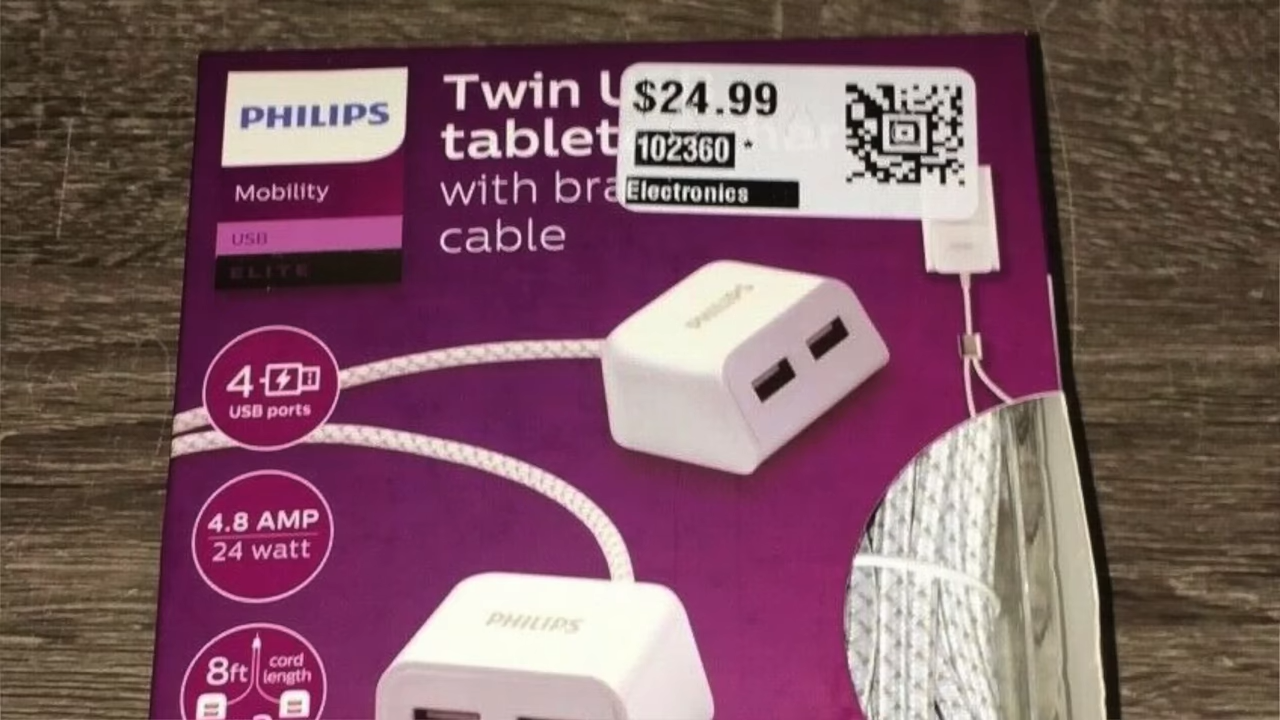 PHILIPS
Mobility
USB
ELITE
Twin
tablet
with
cable
$24.99
102360 *
Electronics
PHILIPS
4
USB ports
4.8 AMP
24 watt
PHILIPS
8ft cord
length